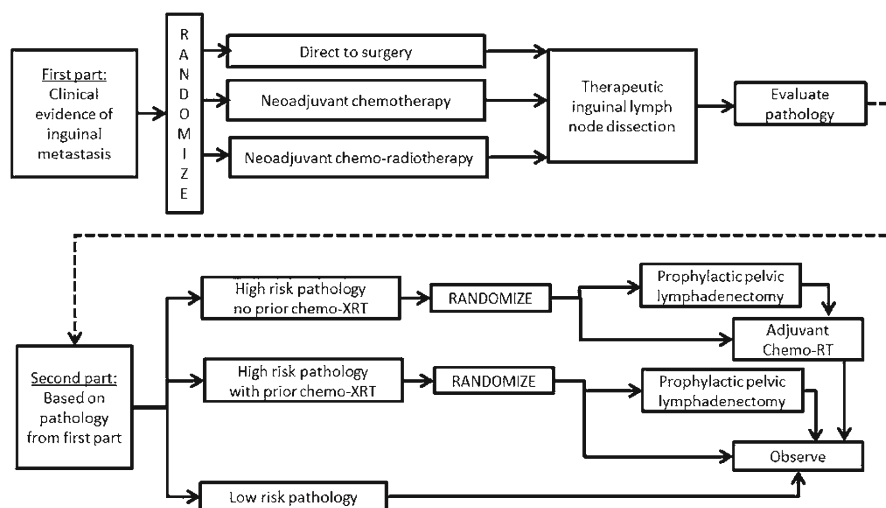 First part:
Clinical
evidence of
inguinal
metastasis
R
A
N
D
O
M
I
Z
E
Direct to surgery
Neoadjuvant chemotherapy
Neoadjuvant chemo-radiotherapy
Therapeutic
inguinal lymph
node dissection
Evaluate
pathology
Second part:
Based on
pathology
from first part
High risk pathology
no prior chemo-XRT
RANDOMIZE
Prophylactic pelvic
lymphadenectomy
Adjuvant
Chemo-RT
High risk pathology
with prior chemo-XRT
RANDOMIZE
Prophylactic pelvic
lymphadenectomy
Observe
Low risk pathology